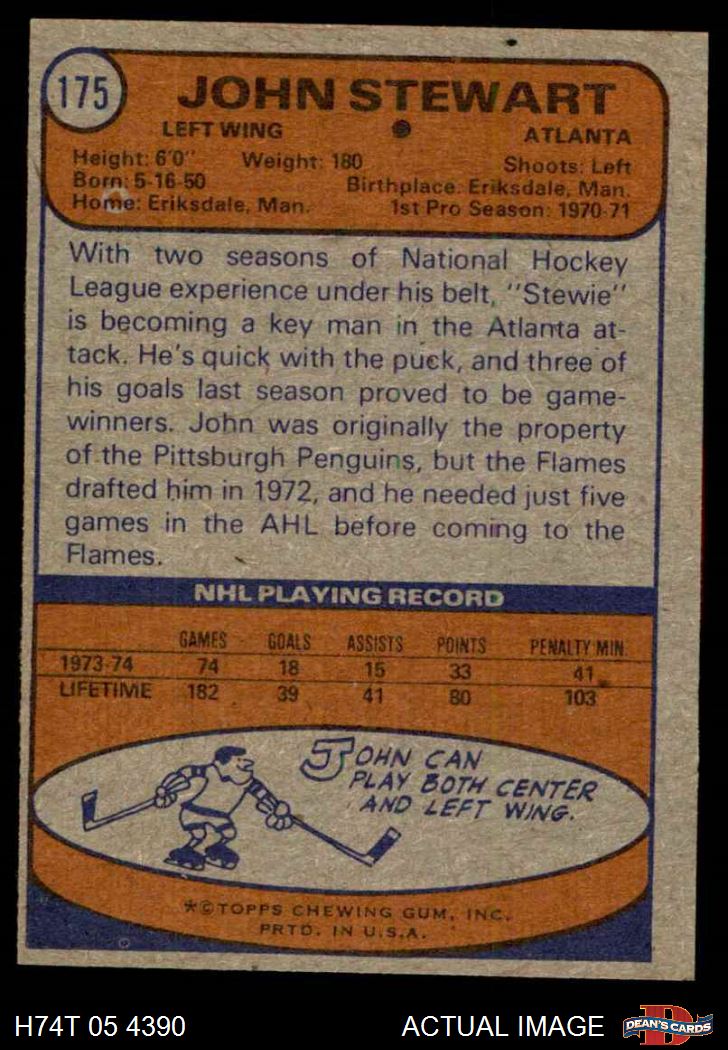 175
JOHN STEWART
LEFT WING • ATLANTA
Height: 6'0" Weight: 180 Shoots: Left
Born: 5-16-50 Birthplace: Eriksdale, Man.
Home: Eriksdale, Man. 1st Pro Season: 1970-71
With two seasons of National Hockey
League experience under his belt, "Stewie"
is becoming a key man in the Atlanta at-
tack. He's quick with the puck, and three of
his goals last season proved to be game-
winners. John was originally the property
of the Pittsburgh Penguins, but the Flames
drafted him in 1972, and he needed just five
games in the AHL before coming to the
Flames.
NHL PLAYING RECORD
GAMES GOALS ASSISTS POINTS PENALTY MIN.
1973-74 74 18 15 33 41
LIFETIME 182 39 41 80 103
JOHN CAN
PLAY BOTH CENTER
AND LEFT WING.
*©TOPPS CHEWING GUM, INC.
PRTD. IN U.S.A.
H74T 05 4390 ACTUAL IMAGE
D
DEAN'S CARDS